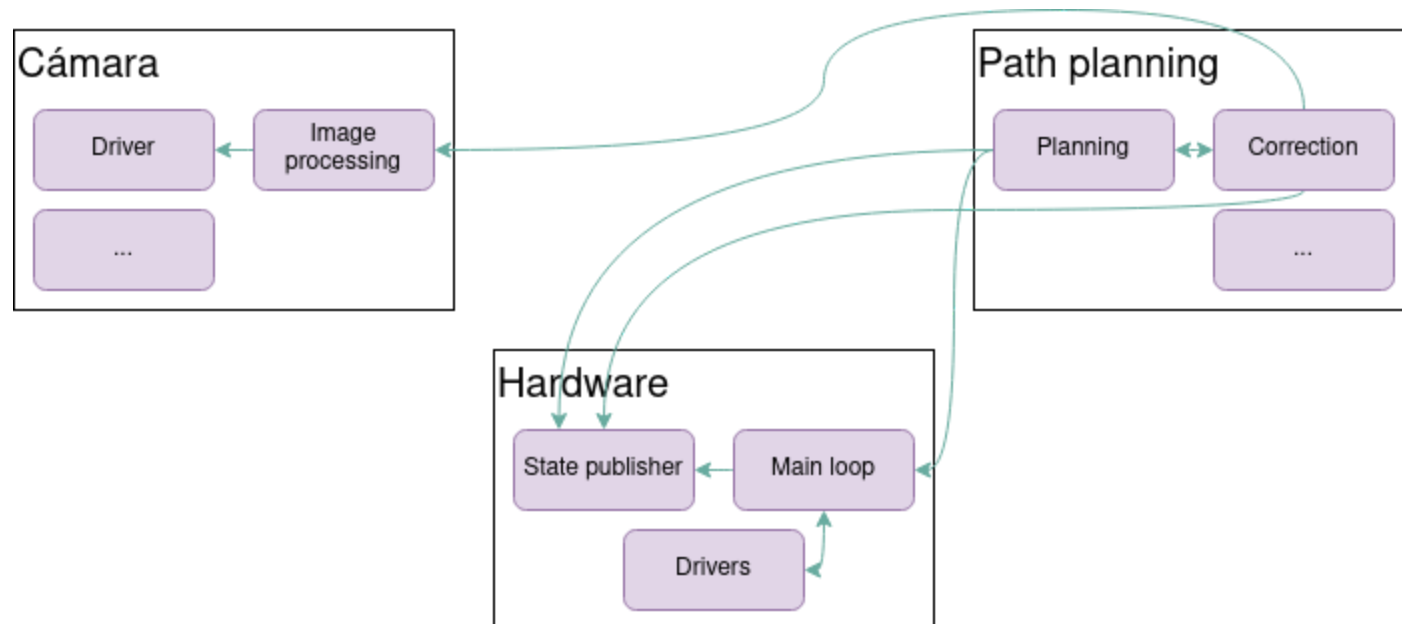 Cámara
Driver
Image
processing
...
Path planning
Planning
Correction
...
Hardware
State publisher
Main loop
Drivers